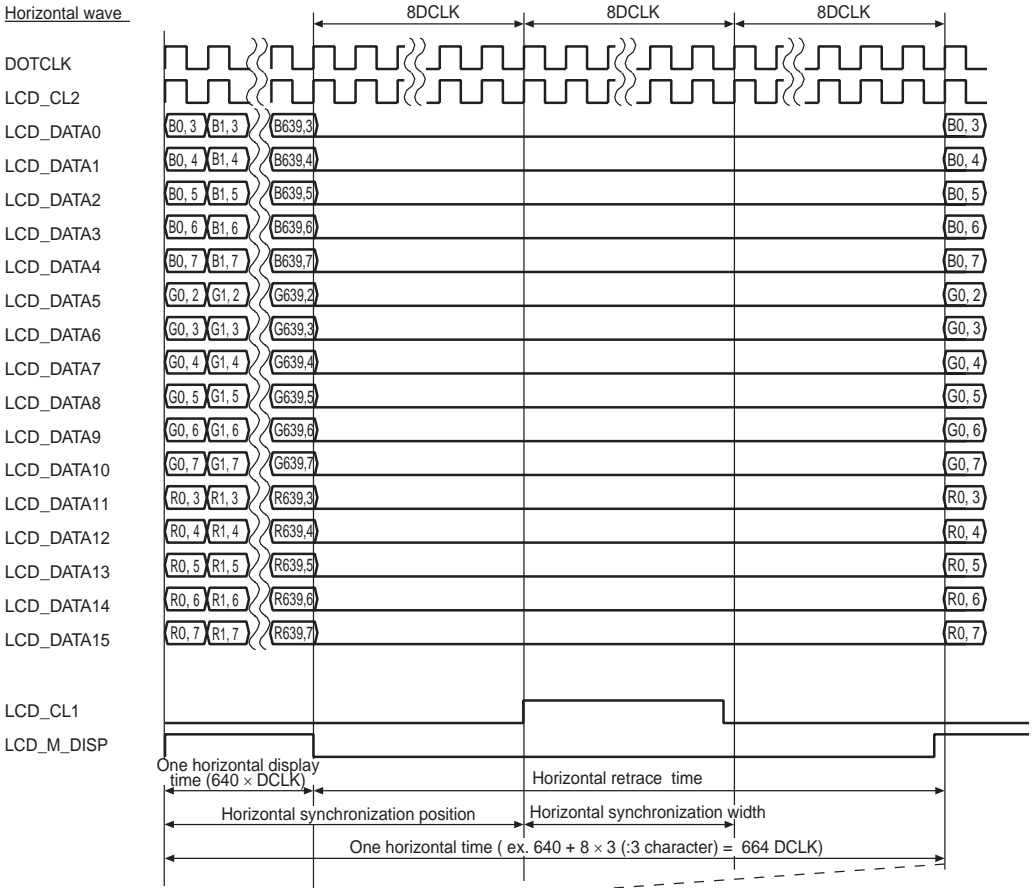 Horizontal wave
8DCLK 8DCLK 8DCLK
DOTCLK
LCD_CL2
LCD_DATA0 B0, 3 B1, 3 B639,3 B0, 3
LCD_DATA1 B0, 4 B1, 4 B639,4 B0, 4
LCD_DATA2 B0, 5 B1, 5 B639,5 B0, 5
LCD_DATA3 B0, 6 B1, 6 B639,6 B0, 6
LCD_DATA4 B0, 7 B1, 7 B639,7 B0, 7
LCD_DATA5 G0, 2 G1, 2 G639,2 G0, 2
LCD_DATA6 G0, 3 G1, 3 G639,3 G0, 3
LCD_DATA7 G0, 4 G1, 4 G639,4 G0, 4
LCD_DATA8 G0, 5 G1, 5 G639,5 G0, 5
LCD_DATA9 G0, 6 G1, 6 G639,6 G0, 6
LCD_DATA10 G0, 7 G1, 7 G639,7 G0, 7
LCD_DATA11 R0, 3 R1, 3 R639,3 R0, 3
LCD_DATA12 R0, 4 R1, 4 R639,4 R0, 4
LCD_DATA13 R0, 5 R1, 5 R639,5 R0, 5
LCD_DATA14 R0, 6 R1, 6 R639,6 R0, 6
LCD_DATA15 R0, 7 R1, 7 R639,7 R0, 7
LCD_CL1
LCD_M_DISP
One horizontal display
time (640 × DCLK)
Horizontal retrace time
Horizontal synchronization position
Horizontal synchronization width
One horizontal time ( ex. 640 + 8 × 3 (:3 character) = 664 DCLK)